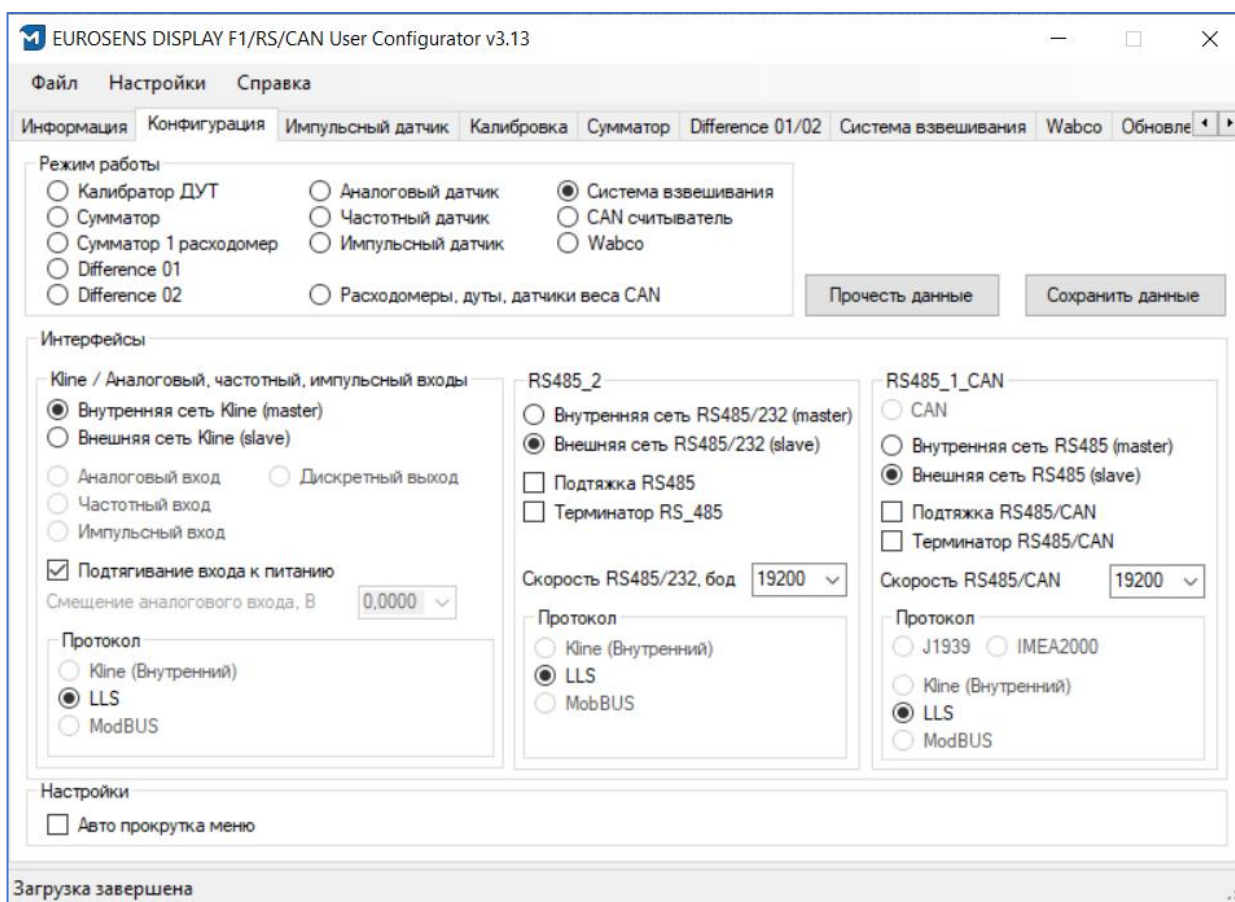 EUROSENS DISPLAY F1/RS/CAN User Configurator v3.13
Файл Настройки Справка
Информация Конфигурация Импульсный датчик Калибровка Сумматор Difference 01/02 Система взвешивания Wabco Обновле
Режим работы
Калибратор ДУТ Аналоговый датчик Система взвешивания
Сумматор Частотный датчик CAN считыватель
Сумматор 1 расходомер Импульсный датчик Wabco
Difference 01
Difference 02 Расходомеры, дуты, датчики веса CAN
Прочесть данные Сохранить данные
Интерфейсы
Kline / Аналоговый, частотный, импульсный входы
Внутренняя сеть Kline (master)
Внешняя сеть Kline (slave)
Аналоговый вход Дискретный выход
Частотный вход
Импульсный вход
Подтягивание входа к питанию
Смещение аналогового входа, В 0,0000
Протокол
Kline (Внутренний)
LLS
ModBUS
RS485_2
Внутренняя сеть RS485/232 (master)
Внешняя сеть RS485/232 (slave)
Подтяжка RS485
Терминатор RS_485
Скорость RS485/232, бод 19200
Протокол
Kline (Внутренний)
LLS
MobBUS
RS485_1_CAN
CAN
Внутренняя сеть RS485 (master)
Внешняя сеть RS485 (slave)
Подтяжка RS485/CAN
Терминатор RS485/CAN
Скорость RS485/CAN 19200
Протокол
J1939 IMEA2000
Kline (Внутренний)
LLS
ModBUS
Настройки
Авто прокрутка меню
Загрузка завершена